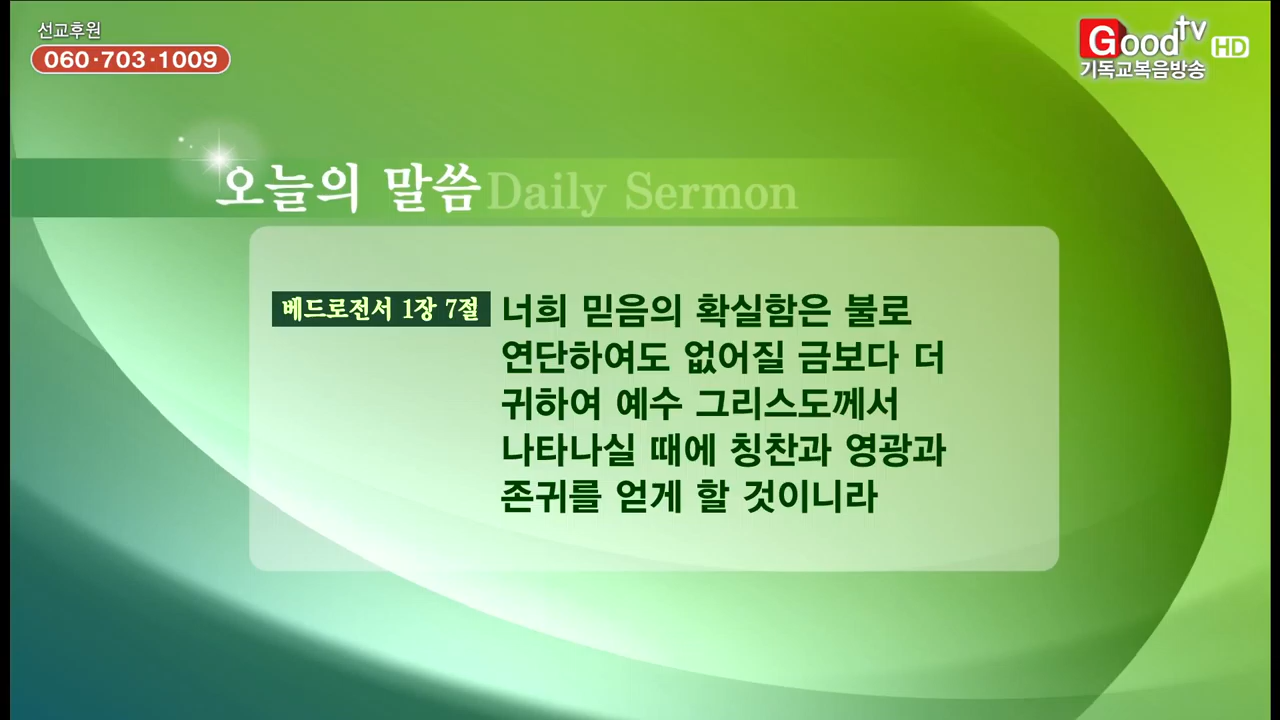 선교후원
060·703·1009
Good tv HD
기독교복음방송
오늘의 말씀 Daily Sermon
베드로전서 1장 7절 너희 믿음의 확실함은 불로
연단하여도 없어질 금보다 더
귀하여 예수 그리스도께서
나타나실 때에 칭찬과 영광과
존귀를 얻게 할 것이니라